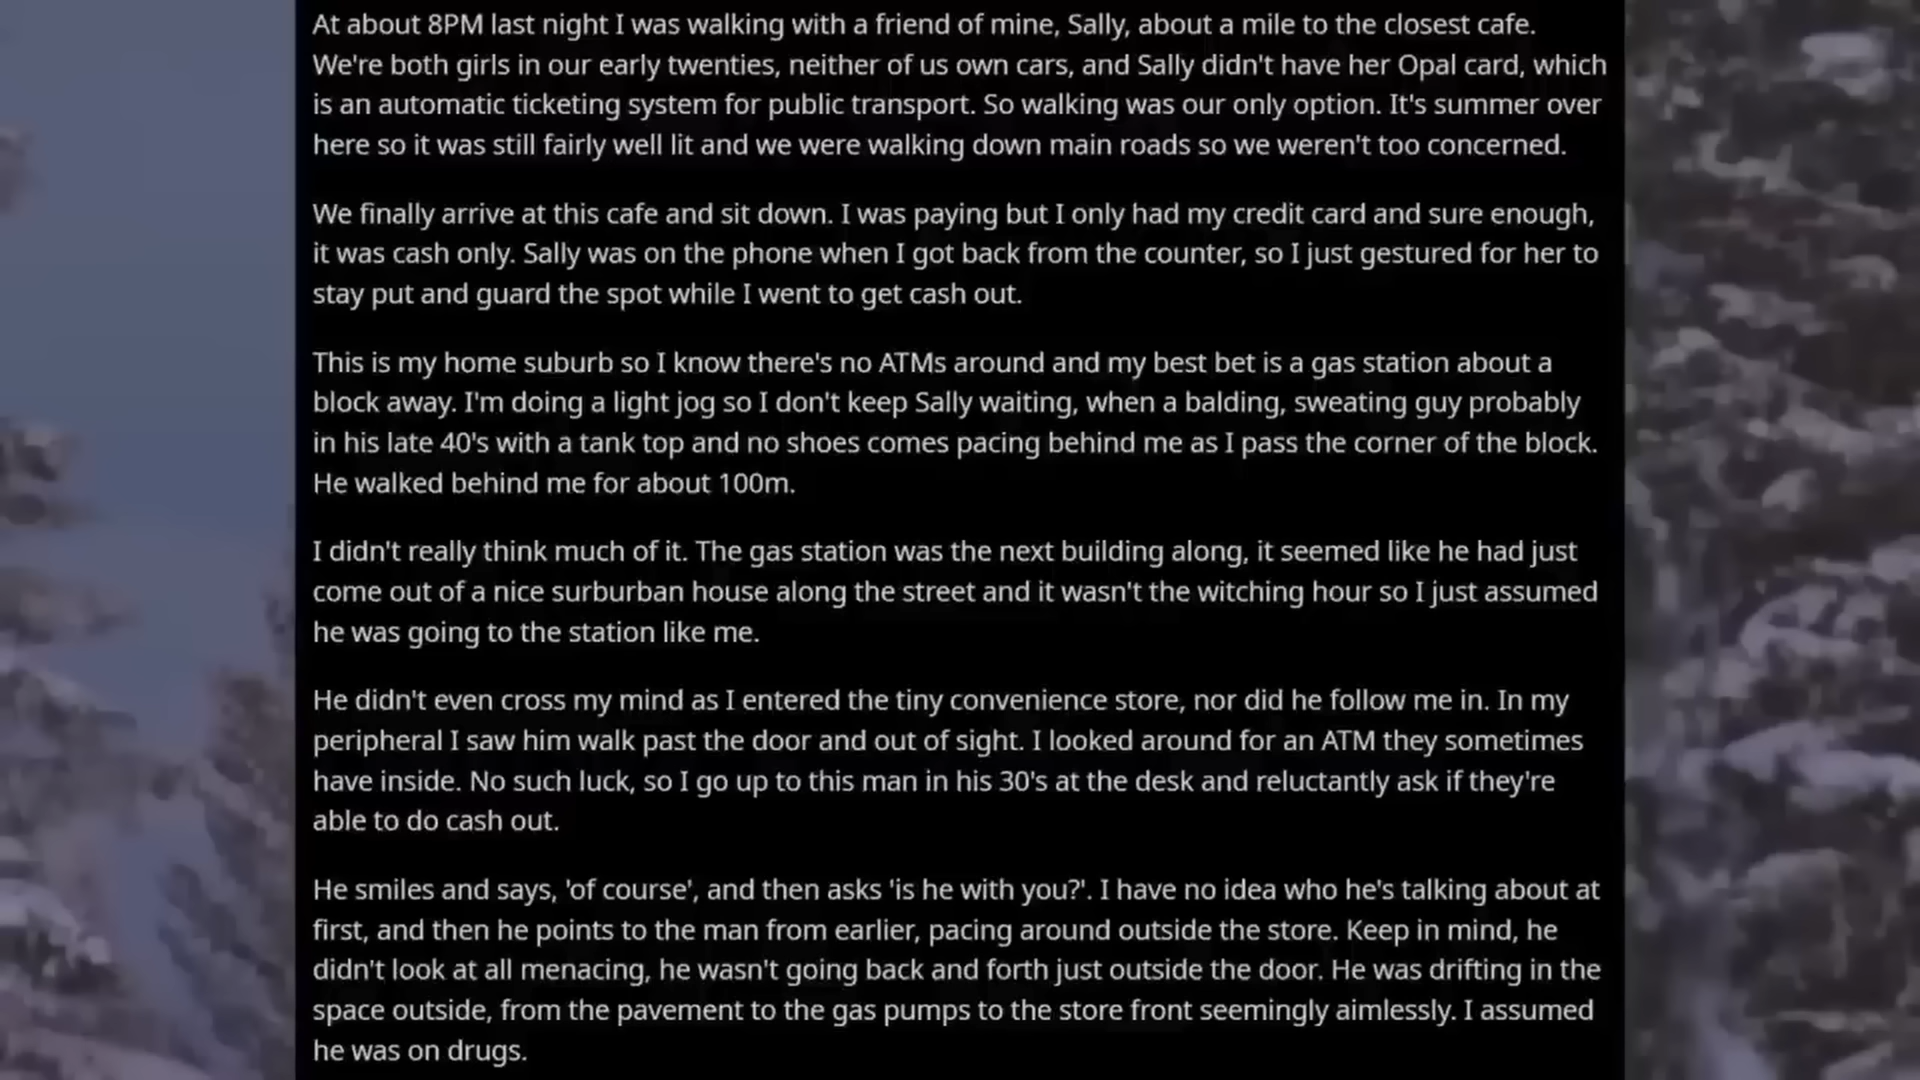 At about 8PM last night I was walking with a friend of mine, Sally, about a mile to the closest cafe.
We're both girls in our early twenties, neither of us own cars, and Sally didn't have her Opal card, which
is an automatic ticketing system for public transport. So walking was our only option. It's summer over
here so it was still fairly well lit and we were walking down main roads so we weren't too concerned.
We finally arrive at this cafe and sit down. I was paying but I only had my credit card and sure enough,
it was cash only. Sally was on the phone when I got back from the counter, so I just gestured for her to
stay put and guard the spot while I went to get cash out.
This is my home suburb so I know there's no ATMs around and my best bet is a gas station about a
block away. I'm doing a light jog so I don't keep Sally waiting, when a balding, sweating guy probably
in his late 40's with a tank top and no shoes comes pacing behind me as I pass the corner of the block.
He walked behind me for about 100m.
I didn't really think much of it. The gas station was the next building along, it seemed like he had just
come out of a nice surburban house along the street and it wasn't the witching hour so I just assumed
he was going to the station like me.
He didn't even cross my mind as I entered the tiny convenience store, nor did he follow me in. In my
peripheral I saw him walk past the door and out of sight. I looked around for an ATM they sometimes
have inside. No such luck, so I go up to this man in his 30's at the desk and reluctantly ask if they're
able to do cash out.
He smiles and says, 'of course', and then asks 'is he with you?'. I have no idea who he's talking about at
first, and then he points to the man from earlier, pacing around outside the store. Keep in mind, he
didn't look at all menacing, he wasn't going back and forth just outside the door. He was drifting in the
space outside, from the pavement to the gas pumps to the store front seemingly aimlessly. I assumed
he was on drugs.